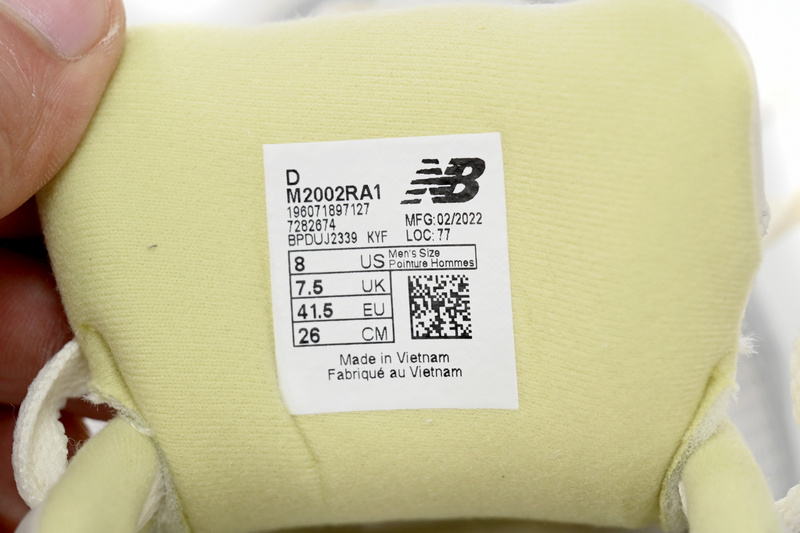 D
M2002RA1
196071897127
7282674
BPDUJ2339 KYF
NB
MFG:02/2022
LOC: 77
8 US Men's Size
Pointure Hommes
7.5 UK
41.5 EU
26 CM
Made in Vietnam
Fabriqué au Vietnam